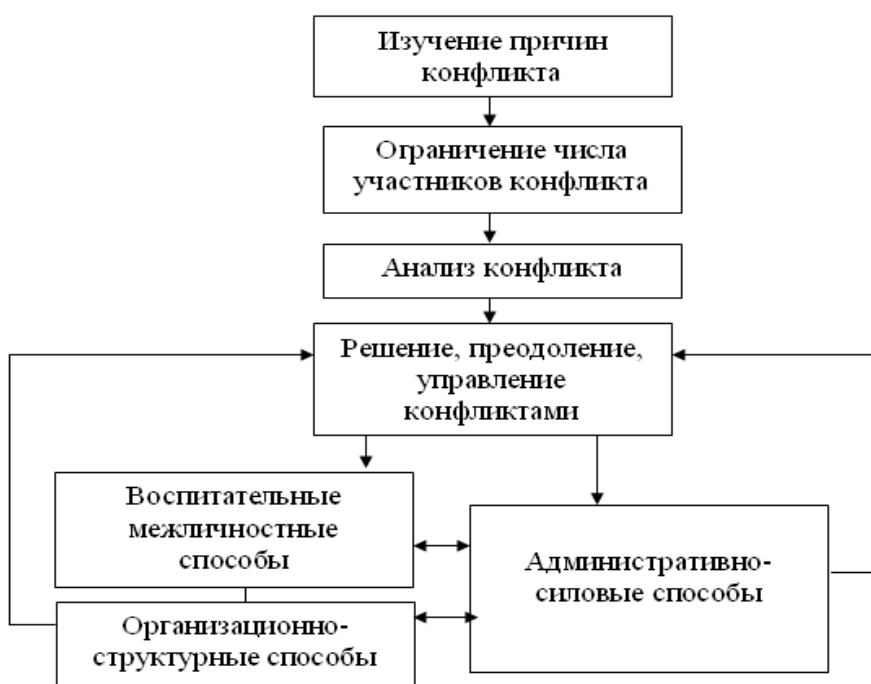 Изучение причин
конфликта
Ограничение числа
участников конфликта
Анализ конфликта
Решение, преодоление,
управление
конфликтами
Воспитательные
межличностные
способы
Административно-
силовые способы
Организационно-
структурные способы